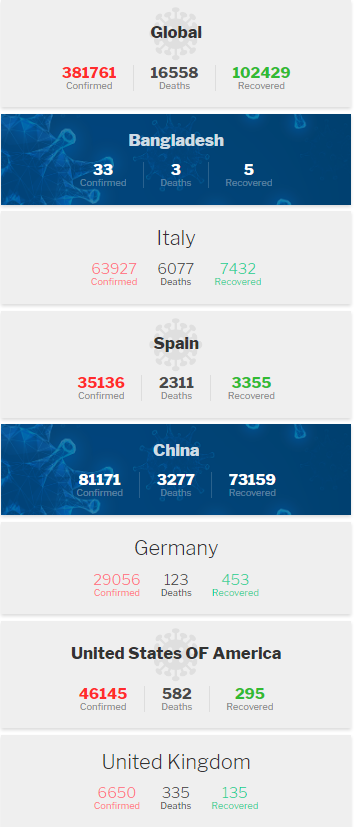 Global
381761 16558 102429
Confirmed Deaths Recovered
Bangladesh
33 3 5
Confirmed Deaths Recovered
Italy
63927 6077 7432
Confirmed Deaths Recovered
Spain
35136 2311 3355
Confirmed Deaths Recovered
China
81171 3277 73159
Confirmed Deaths Recovered
Germany
29056 123 453
Confirmed Deaths Recovered
United States OF America
46145 582 295
Confirmed Deaths Recovered
United Kingdom
6650 335 135
Confirmed Deaths Recovered